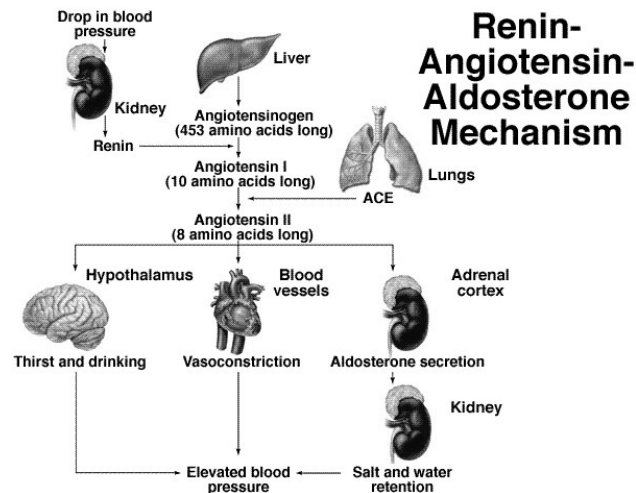 Renin-
Angiotensin-
Aldosterone
Mechanism
Drop in blood
pressure
Kidney
Renin
Liver
Angiotensinogen
(453 amino acids long)
Angiotensin I
(10 amino acids long)
Lungs
ACE
Angiotensin II
(8 amino acids long)
Hypothalamus
Thirst and drinking
Blood
vessels
Vasoconstriction
Adrenal
cortex
Aldosterone secretion
Kidney
Elevated blood
pressure
Salt and water
retention